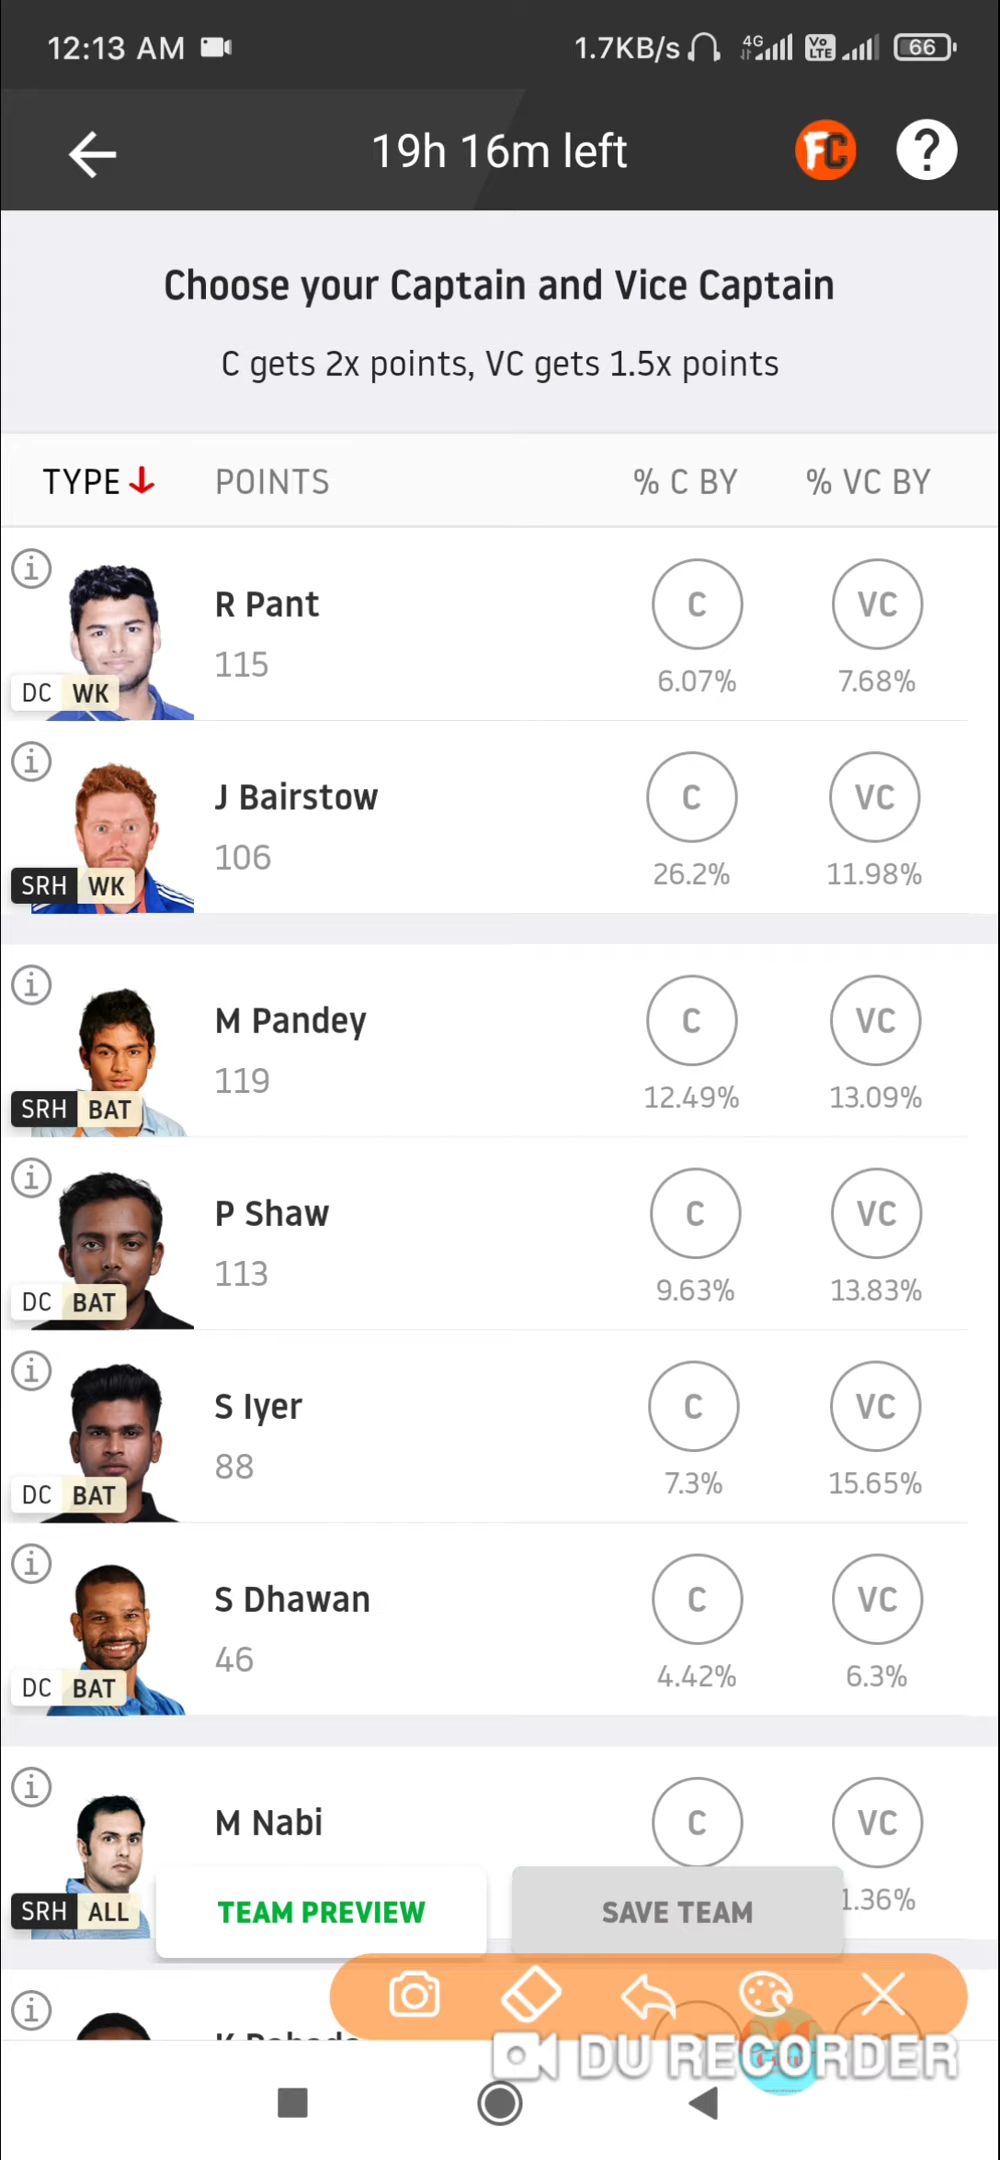 12:13 AM 1.7KB/s 4G Vo LTE 66
19h 16m left FC ?
Choose your Captain and Vice Captain
C gets 2x points, VC gets 1.5x points
TYPE POINTS % C BY % VC BY
R Pant C VC
115 6.07% 7.68%
DC WK
J Bairstow C VC
106 26.2% 11.98%
SRH WK
M Pandey C VC
119 12.49% 13.09%
SRH BAT
P Shaw C VC
113 9.63% 13.83%
DC BAT
S Iyer C VC
88 7.3% 15.65%
DC BAT
S Dhawan C VC
46 4.42% 6.3%
DC BAT
M Nabi C VC
1.36%
SRH ALL
TEAM PREVIEW SAVE TEAM
DU RECORDER